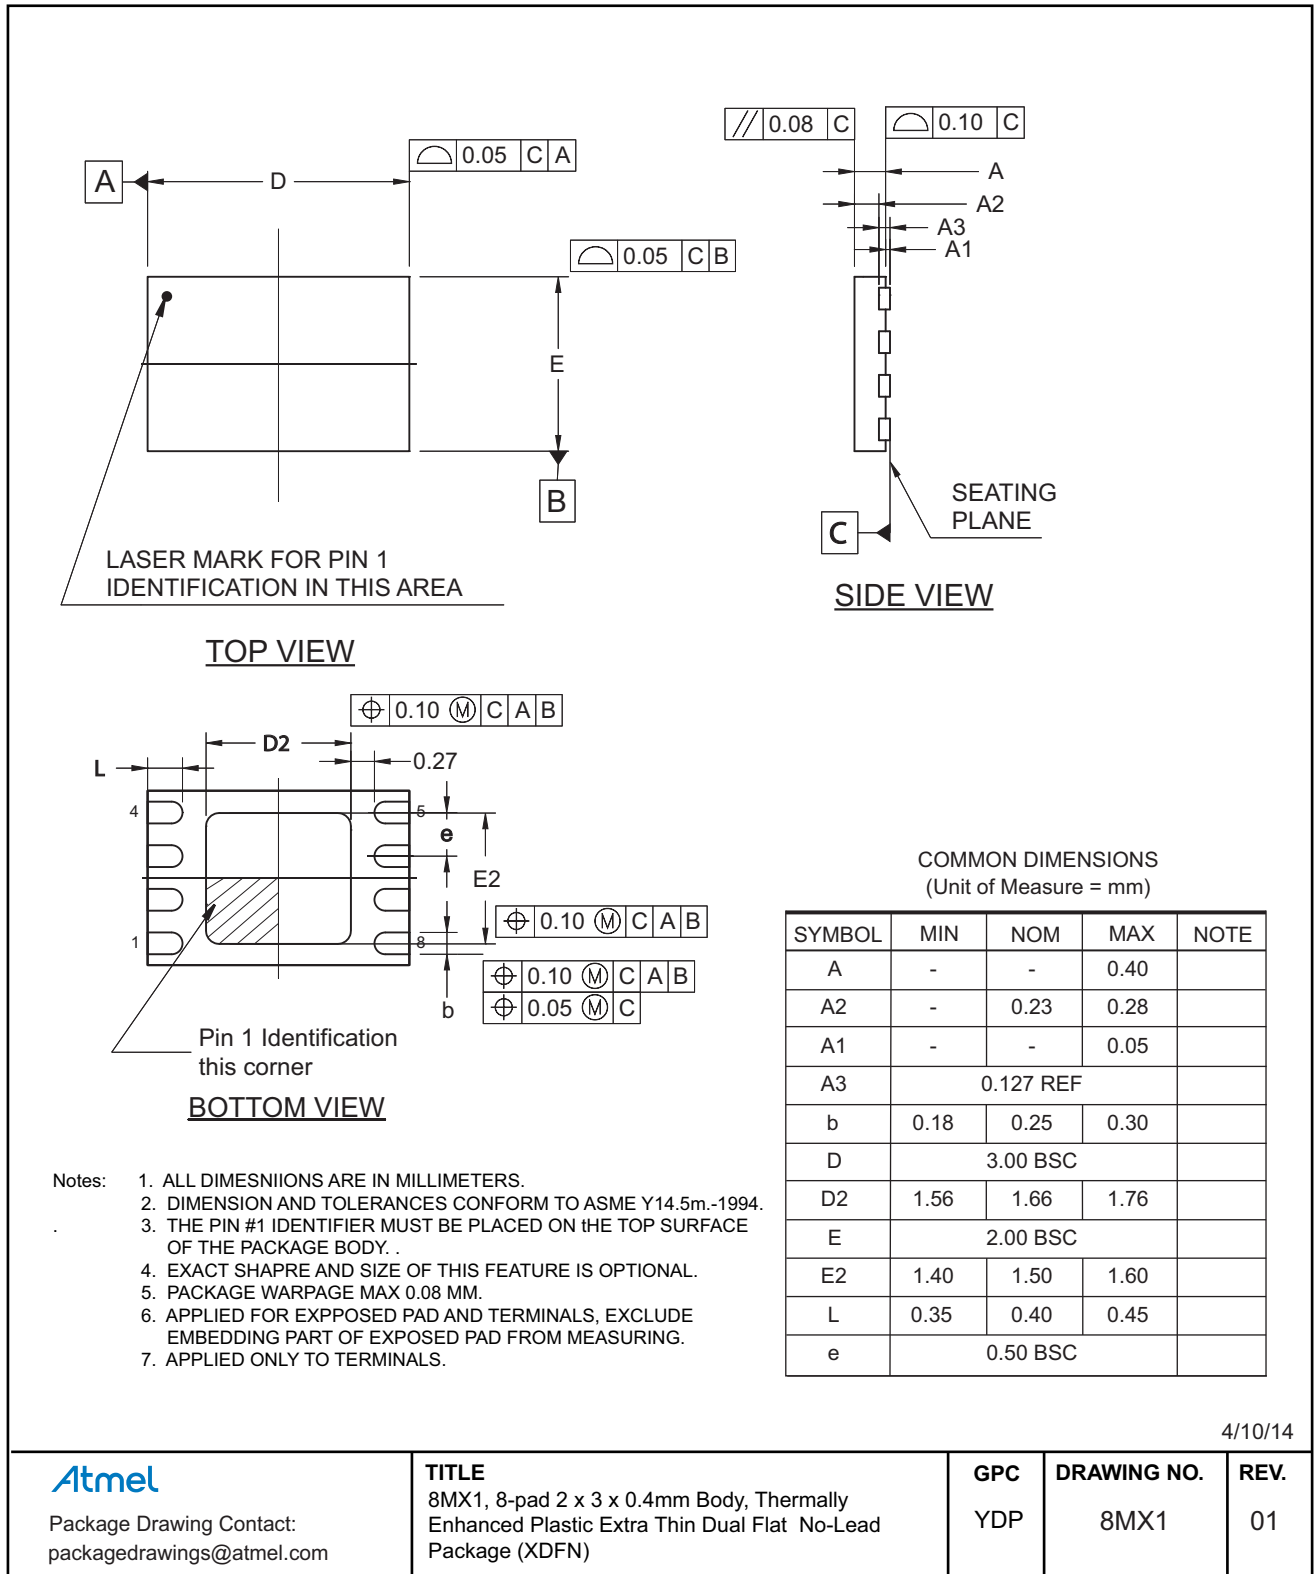 // 0.08 C
⌓ 0.10 C
⌓ 0.05 C A
A
D
A
A2
A3
A1
⌓ 0.05 C B
E
B
SEATING
PLANE
C
LASER MARK FOR PIN 1
IDENTIFICATION IN THIS AREA
SIDE VIEW
TOP VIEW
⌖ 0.10 Ⓜ C A B
D2
L
0.27
4
5
e
E2
⌖ 0.10 Ⓜ C A B
1
8
⌖ 0.10 Ⓜ C A B
⌖ 0.05 Ⓜ C
b
Pin 1 Identification
this corner
BOTTOM VIEW
COMMON DIMENSIONS
(Unit of Measure = mm)
SYMBOL MIN NOM MAX NOTE
A - - 0.40
A2 - 0.23 0.28
A1 - - 0.05
A3 0.127 REF
b 0.18 0.25 0.30
D 3.00 BSC
D2 1.56 1.66 1.76
E 2.00 BSC
E2 1.40 1.50 1.60
L 0.35 0.40 0.45
e 0.50 BSC
Notes: 1. ALL DIMESNIIONS ARE IN MILLIMETERS.
2. DIMENSION AND TOLERANCES CONFORM TO ASME Y14.5m.-1994.
. 3. THE PIN #1 IDENTIFIER MUST BE PLACED ON tHE TOP SURFACE
OF THE PACKAGE BODY. .
4. EXACT SHAPRE AND SIZE OF THIS FEATURE IS OPTIONAL.
5. PACKAGE WARPAGE MAX 0.08 MM.
6. APPLIED FOR EXPPOSED PAD AND TERMINALS, EXCLUDE
EMBEDDING PART OF EXPOSED PAD FROM MEASURING.
7. APPLIED ONLY TO TERMINALS.
4/10/14
Atmel
Package Drawing Contact:
packagedrawings@atmel.com
TITLE
8MX1, 8-pad 2 x 3 x 0.4mm Body, Thermally
Enhanced Plastic Extra Thin Dual Flat No-Lead
Package (XDFN)
GPC
YDP
DRAWING NO.
8MX1
REV.
01